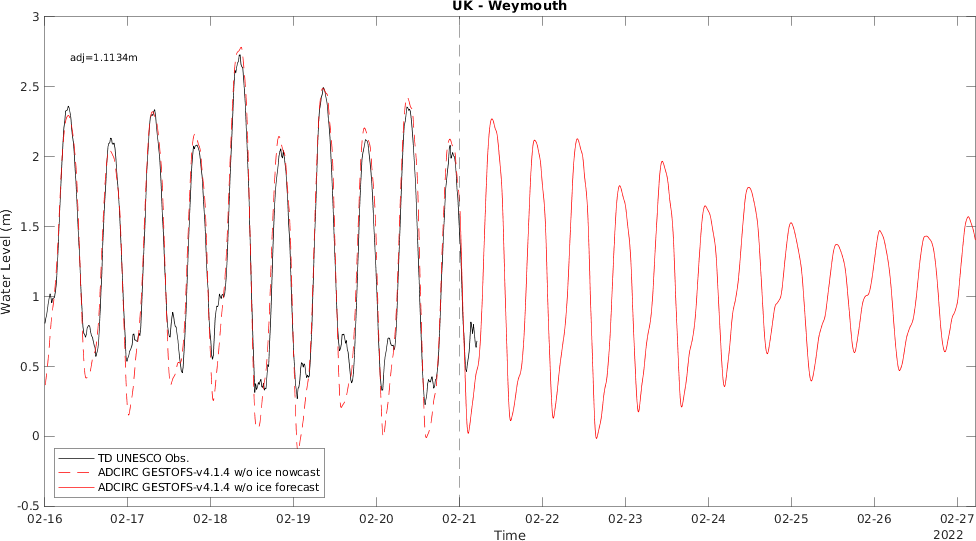 UK - Weymouth
adj=1.1134m
Water Level (m)
3
2.5
2
1.5
1
0.5
0
-0.5
TD UNESCO Obs.
ADCIRC GESTOFS-v4.1.4 w/o ice nowcast
ADCIRC GESTOFS-v4.1.4 w/o ice forecast
02-16 02-17 02-18 02-19 02-20 02-21 02-22 02-23 02-24 02-25 02-26 02-27
Time
2022